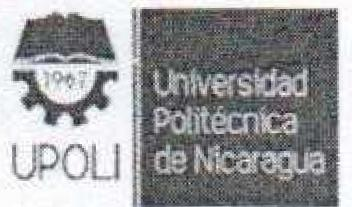 1967
UPOLI
Universidad
Politécnica
de Nicaragua